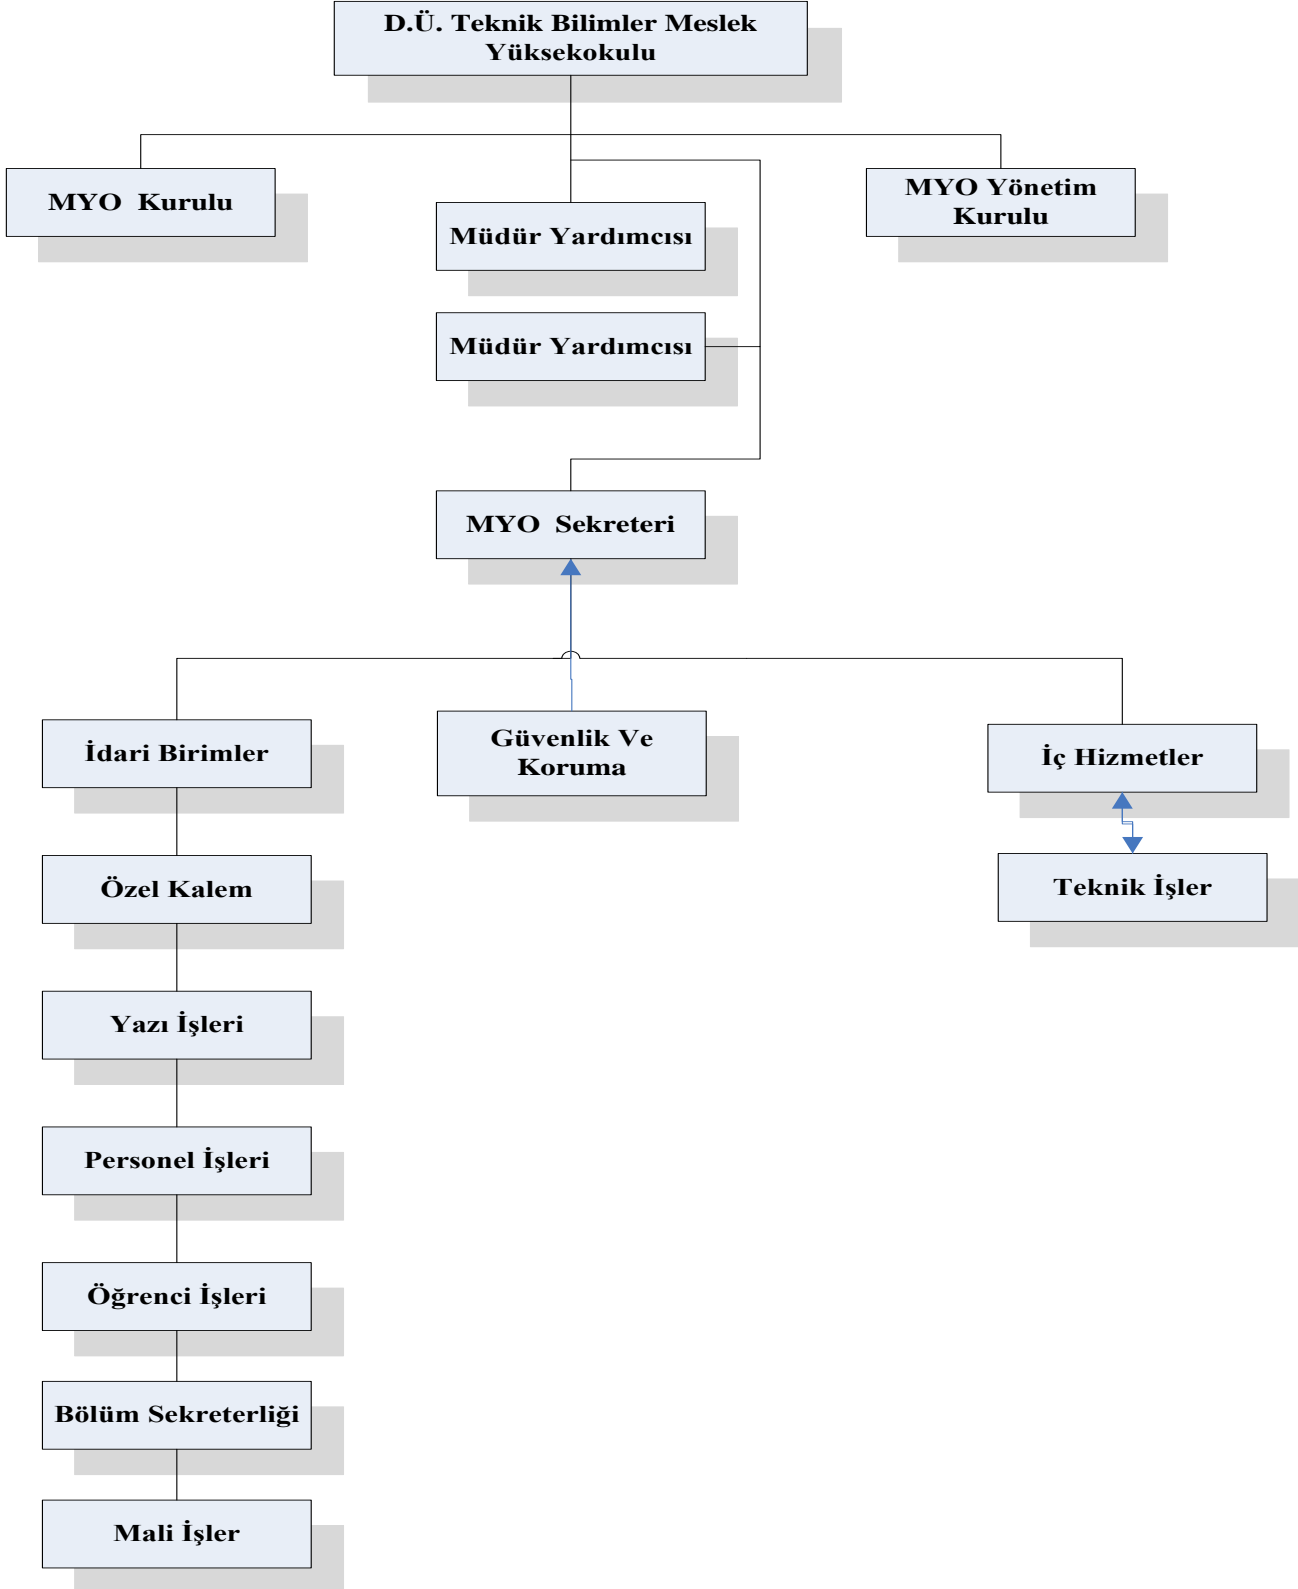 D.Ü. Teknik Bilimler Meslek
Yüksekokulu
MYO Kurulu
MYO Yönetim
Kurulu
Müdür Yardımcısı
Müdür Yardımcısı
MYO Sekreteri
İdari Birimler
Güvenlik Ve
Koruma
İç Hizmetler
Özel Kalem
Teknik İşler
Yazı İşleri
Personel İşleri
Öğrenci İşleri
Bölüm Sekreterliği
Mali İşler